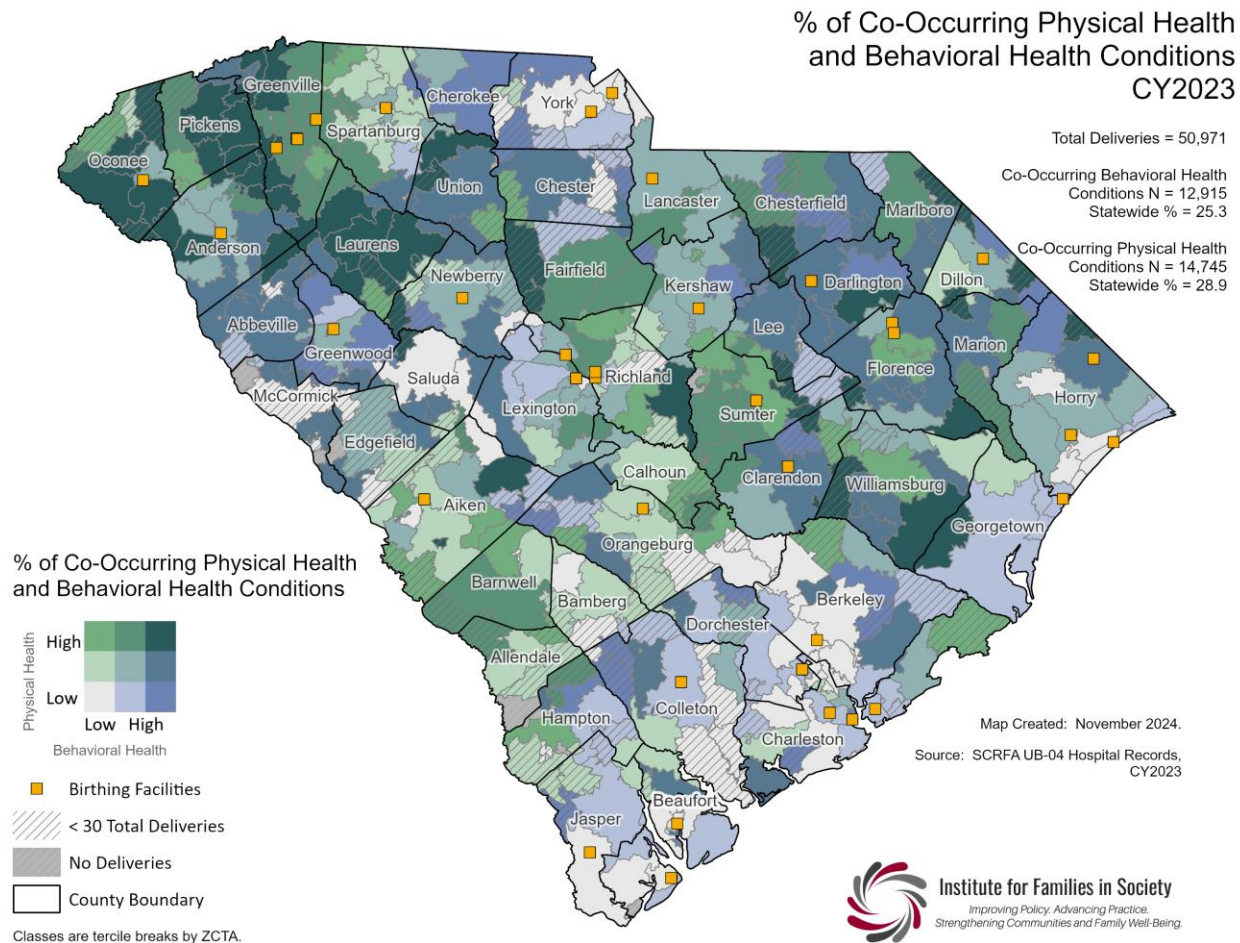 % of Co-Occurring Physical Health
and Behavioral Health Conditions
CY2023
Total Deliveries = 50,971
Co-Occurring Behavioral Health
Conditions N = 12,915
Statewide % = 25.3
Co-Occurring Physical Health
Conditions N = 14,745
Statewide % = 28.9
Greenville
Cherokee
York
Pickens
Spartanburg
Oconee
Union
Chester
Lancaster
Chesterfield
Marlboro
Anderson
Laurens
Newberry
Fairfield
Kershaw
Darlington
Dillon
Abbeville
Greenwood
Lee
Marion
Saluda
Richland
Florence
McCormick
Lexington
Sumter
Horry
Edgefield
Calhoun
Clarendon
Williamsburg
Aiken
Georgetown
Orangeburg
Barnwell
Bamberg
Berkeley
Dorchester
Allendale
Hampton
Colleton
Charleston
Beaufort
Jasper
% of Co-Occurring Physical Health
and Behavioral Health Conditions
Physical Health
High
Low
Low High
Behavioral Health
Birthing Facilities
< 30 Total Deliveries
No Deliveries
County Boundary
Classes are tercile breaks by ZCTA.
Map Created: November 2024.
Source: SCRFA UB-04 Hospital Records,
CY2023
Institute for Families in Society
Improving Policy. Advancing Practice.
Strengthening Communities and Family Well-Being.